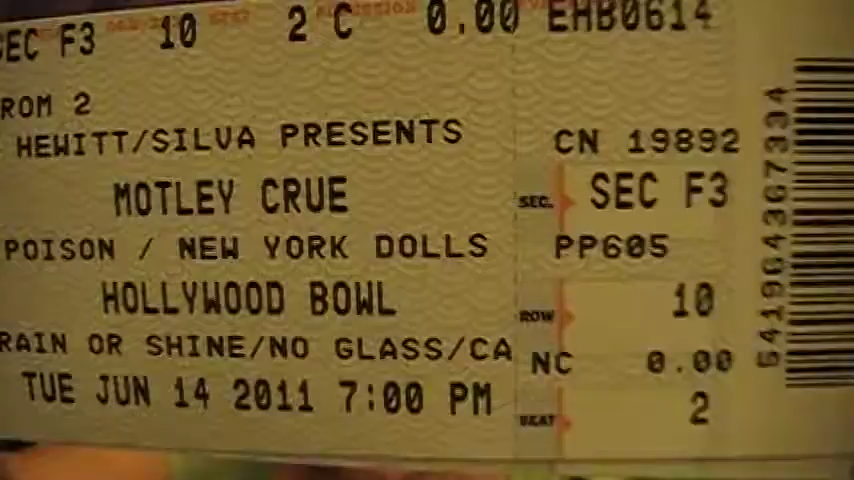 SEC F3 10 2 C 0.00 EHB0614
ROM 2
HEWITT/SILVA PRESENTS
MOTLEY CRUE
POISON / NEW YORK DOLLS
HOLLYWOOD BOWL
RAIN OR SHINE/NO GLASS/CA
TUE JUN 14 2011 7:00 PM
CN 19892
SEC. SEC F3
PP605
ROW 10
NC 0.00
SEAT 2